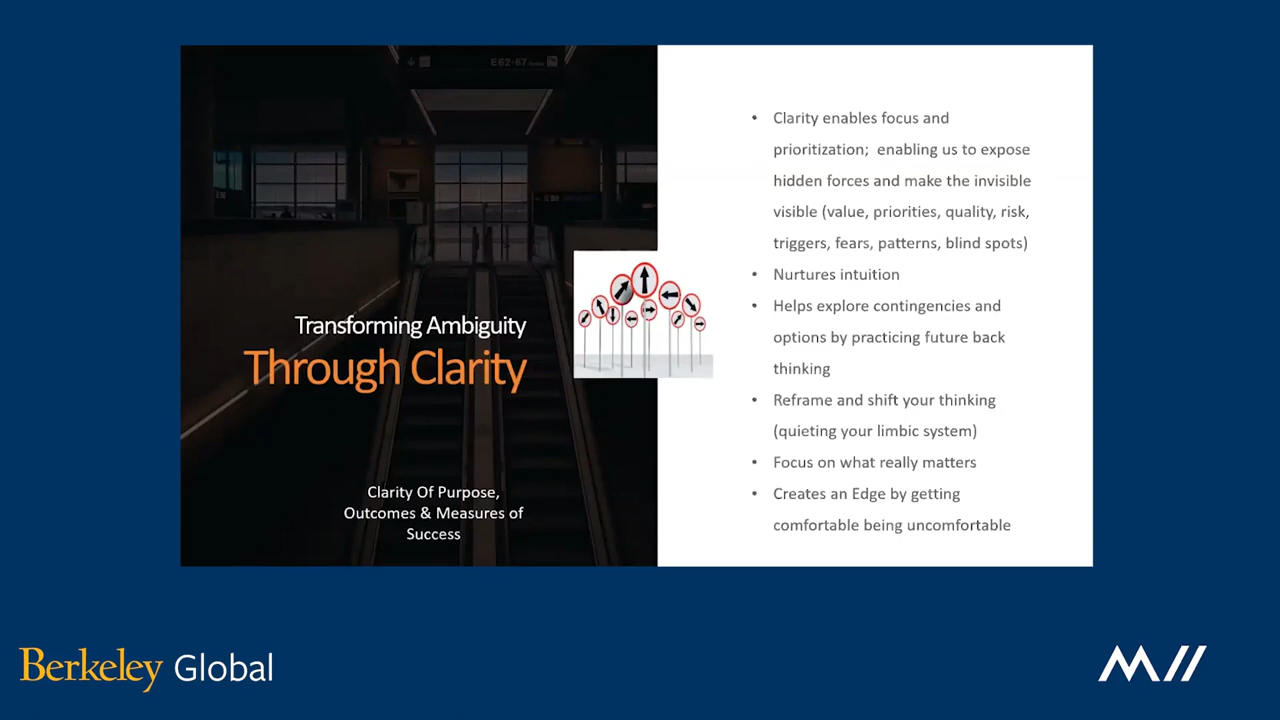 E62-67
Transforming Ambiguity
Through Clarity
Clarity Of Purpose,
Outcomes & Measures of
Success
• Clarity enables focus and
prioritization; enabling us to expose
hidden forces and make the invisible
visible (value, priorities, quality, risk,
triggers, fears, patterns, blind spots)
• Nurtures intuition
• Helps explore contingencies and
options by practicing future back
thinking
• Reframe and shift your thinking
(quieting your limbic system)
• Focus on what really matters
• Creates an Edge by getting
comfortable being uncomfortable
Berkeley Global